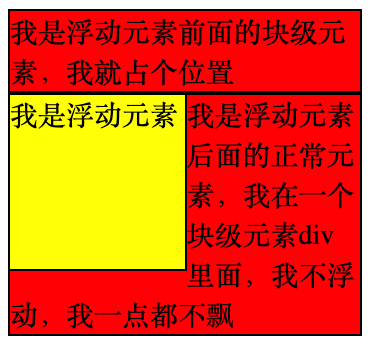 我是浮动元素前面的块级元
素，我就占个位置
我是浮动元素
我是浮动元素
后面的正常元
素，我在一个
块级元素div
里面，我不浮
动，我一点都不飘